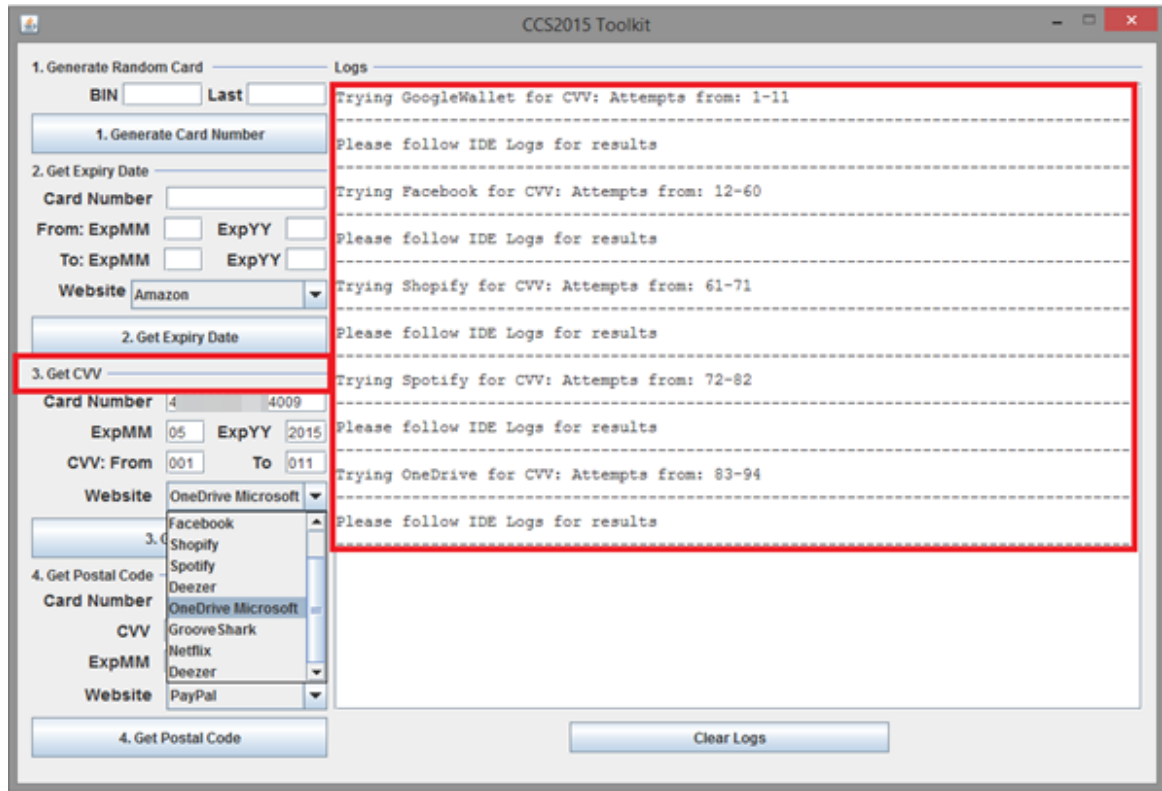 CCS2015 Toolkit
1. Generate Random Card
BIN Last
1. Generate Card Number
2. Get Expiry Date
Card Number
From: ExpMM ExpYY
To: ExpMM ExpYY
Website Amazon
2. Get Expiry Date
3. Get CVV
Card Number 4 4009
ExpMM 05 ExpYY 2015
CVV: From 001 To 011
Website OneDrive Microsoft
Facebook
3.
Shopify
Spotify
4. Get Postal Code
Deezer
Card Number
OneDrive Microsoft
CVV
GrooveShark
Netflix
ExpMM
Deezer
Website PayPal
4. Get Postal Code
Logs
Trying GoogleWallet for CVV: Attempts from: 1-11
Please follow IDE Logs for results
Trying Facebook for CVV: Attempts from: 12-60
Please follow IDE Logs for results
Trying Shopify for CVV: Attempts from: 61-71
Please follow IDE Logs for results
Trying Spotify for CVV: Attempts from: 72-82
Please follow IDE Logs for results
Trying OneDrive for CVV: Attempts from: 83-94
Please follow IDE Logs for results
Clear Logs